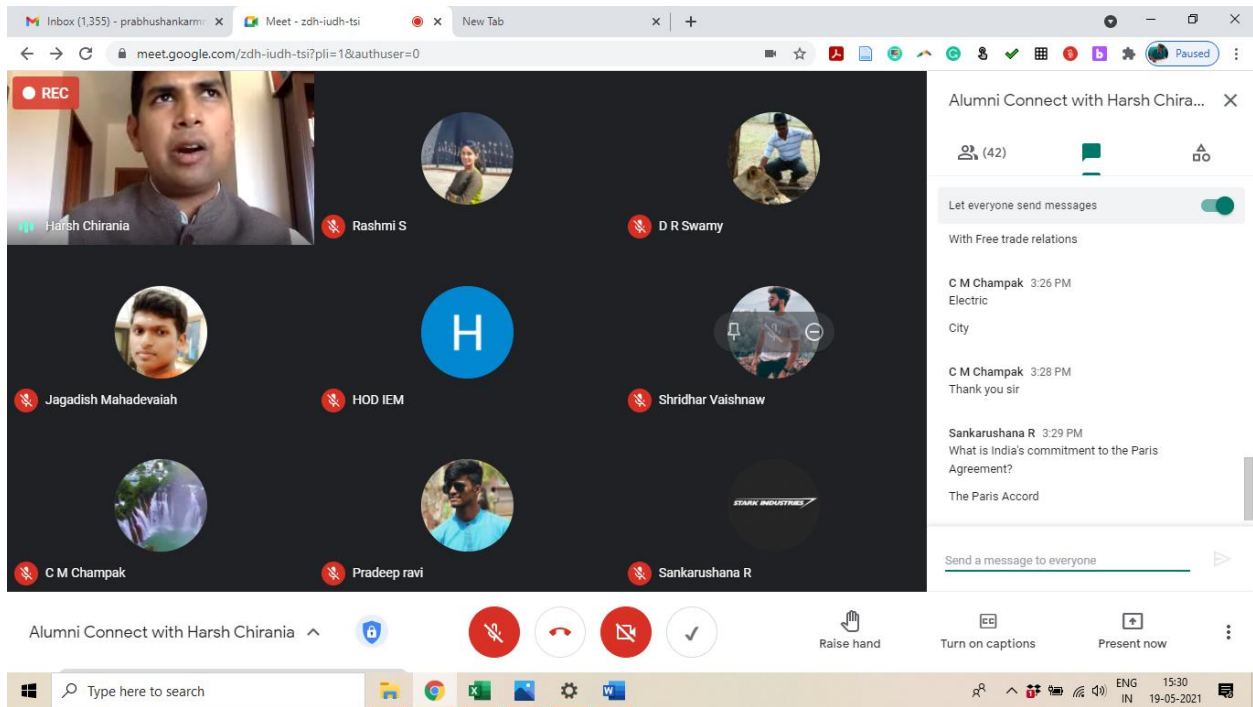 Inbox (1,355) - prabhushankarmr
Meet - zdh-iudh-tsi
New Tab
meet.google.com/zdh-iudh-tsi?pli=1&authuser=0
Paused
REC
Harsh Chirania
Rashmi S
D R Swamy
Jagadish Mahadevaiah
H
HOD IEM
Shridhar Vaishnaw
C M Champak
Pradeep ravi
STARK INDUSTRIES
Sankarushana R
Alumni Connect with Harsh Chira...
(42)
Let everyone send messages
With Free trade relations
C M Champak 3:26 PM
Electric
City
C M Champak 3:28 PM
Thank you sir
Sankarushana R 3:29 PM
What is India's commitment to the Paris
Agreement?
The Paris Accord
Send a message to everyone
Alumni Connect with Harsh Chirania
Raise hand
CC
Turn on captions
Present now
Type here to search
ENG
IN
15:30
19-05-2021